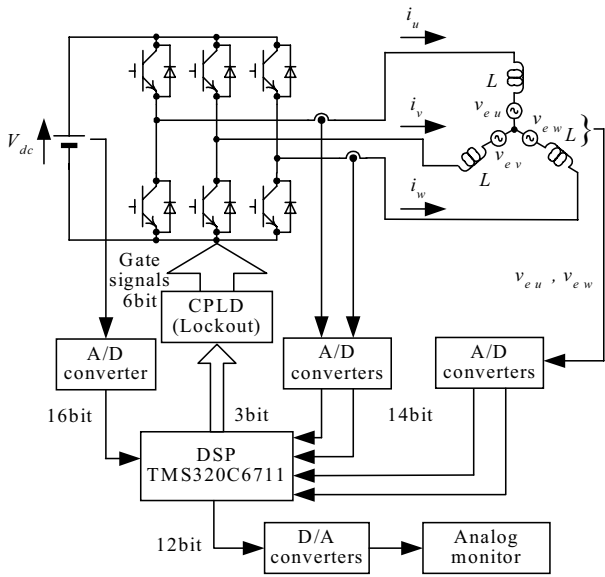 i_u
L
v_eu
V_dc
i_v
v_ew
L }
v_ev
L
i_w
Gate
signals
6bit
v_eu , v_ew
CPLD
(Lockout)
A/D
converter
A/D
converters
A/D
converters
16bit
3bit
14bit
DSP
TMS320C6711
12bit
D/A
converters
Analog
monitor